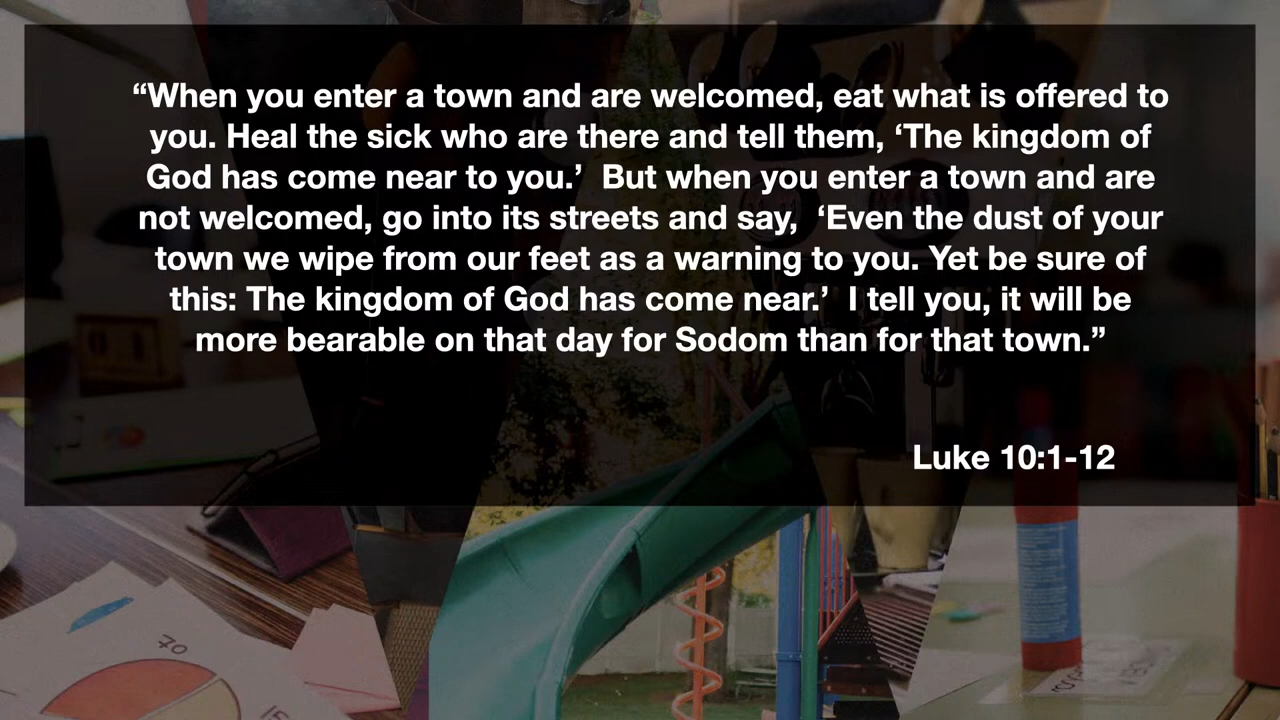 “When you enter a town and are welcomed, eat what is offered to
you. Heal the sick who are there and tell them, ‘The kingdom of
God has come near to you.’  But when you enter a town and are
not welcomed, go into its streets and say,  ‘Even the dust of your
town we wipe from our feet as a warning to you. Yet be sure of
this: The kingdom of God has come near.’  I tell you, it will be
more bearable on that day for Sodom than for that town.”
Luke 10:1-12
70